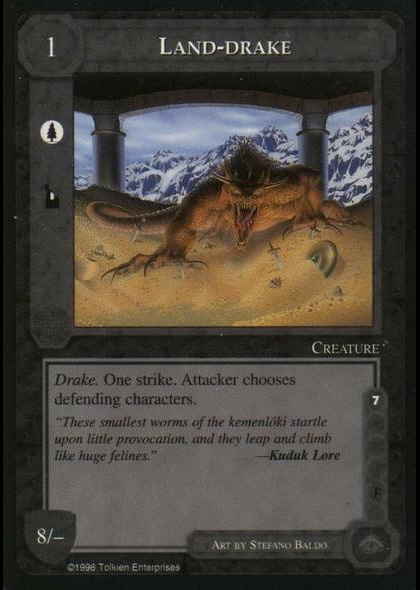 1
LAND-DRAKE
CREATURE
Drake. One strike. Attacker chooses
defending characters.
7
“These smallest worms of the kemenlóki startle
upon little provocation, and they leap and climb
like huge felines.” —Kuduk Lore
F
8/–
ART BY STEFANO BALDO
©1996 Tolkien Enterprises